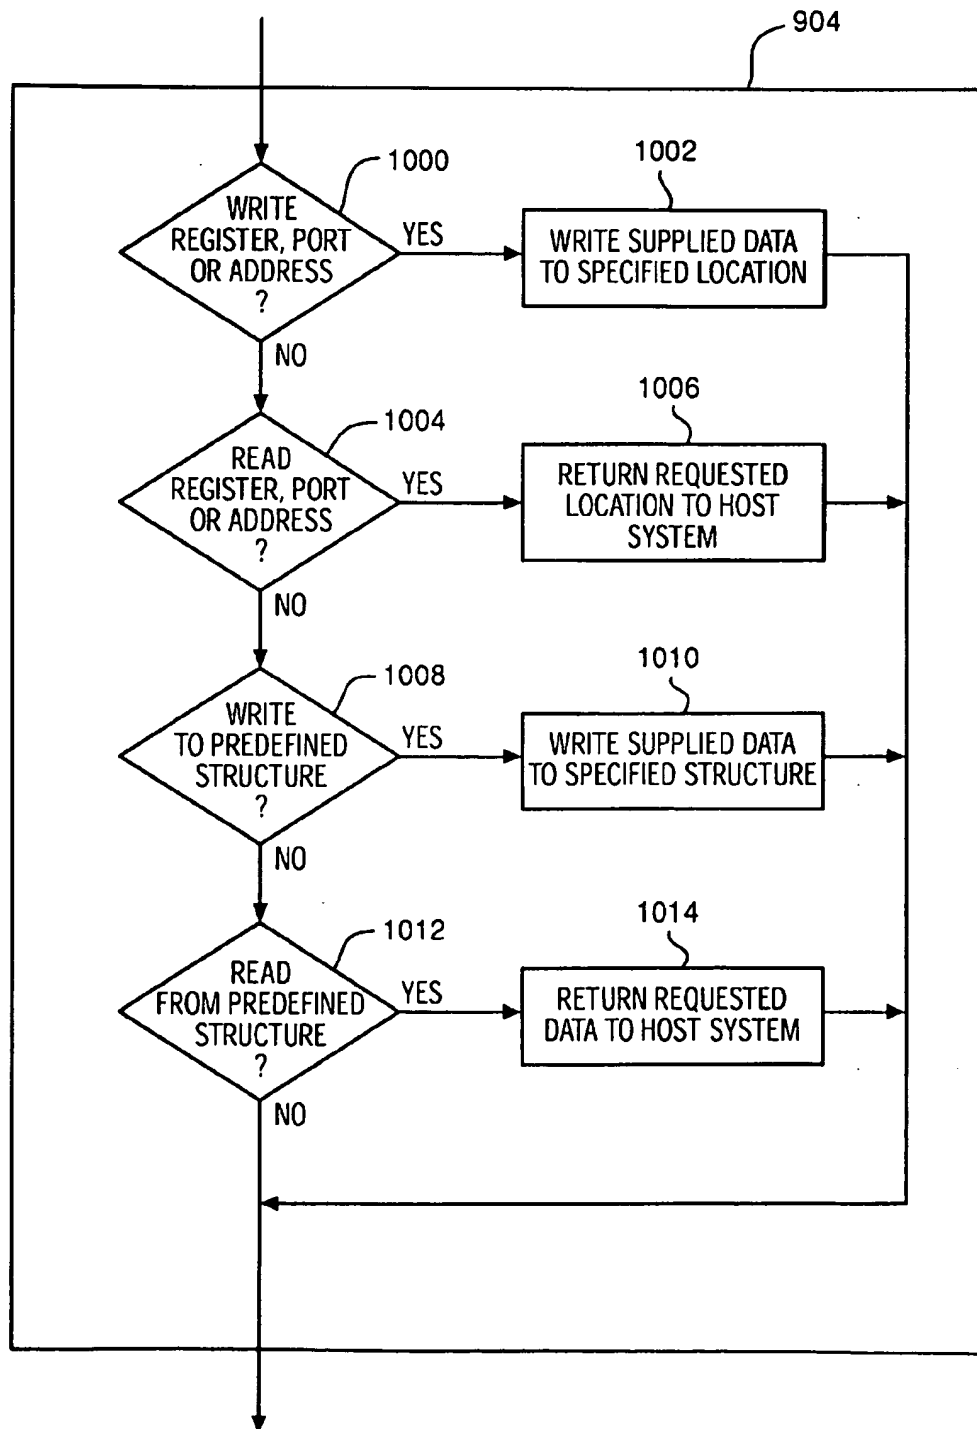 904
1000
WRITE
REGISTER, PORT
OR ADDRESS
?
YES
NO
1002
WRITE SUPPLIED DATA
TO SPECIFIED LOCATION
1004
READ
REGISTER, PORT
OR ADDRESS
?
YES
NO
1006
RETURN REQUESTED
LOCATION TO HOST
SYSTEM
1008
WRITE
TO PREDEFINED
STRUCTURE
?
YES
NO
1010
WRITE SUPPLIED DATA
TO SPECIFIED STRUCTURE
1012
READ
FROM PREDEFINED
STRUCTURE
?
YES
NO
1014
RETURN REQUESTED
DATA TO HOST SYSTEM